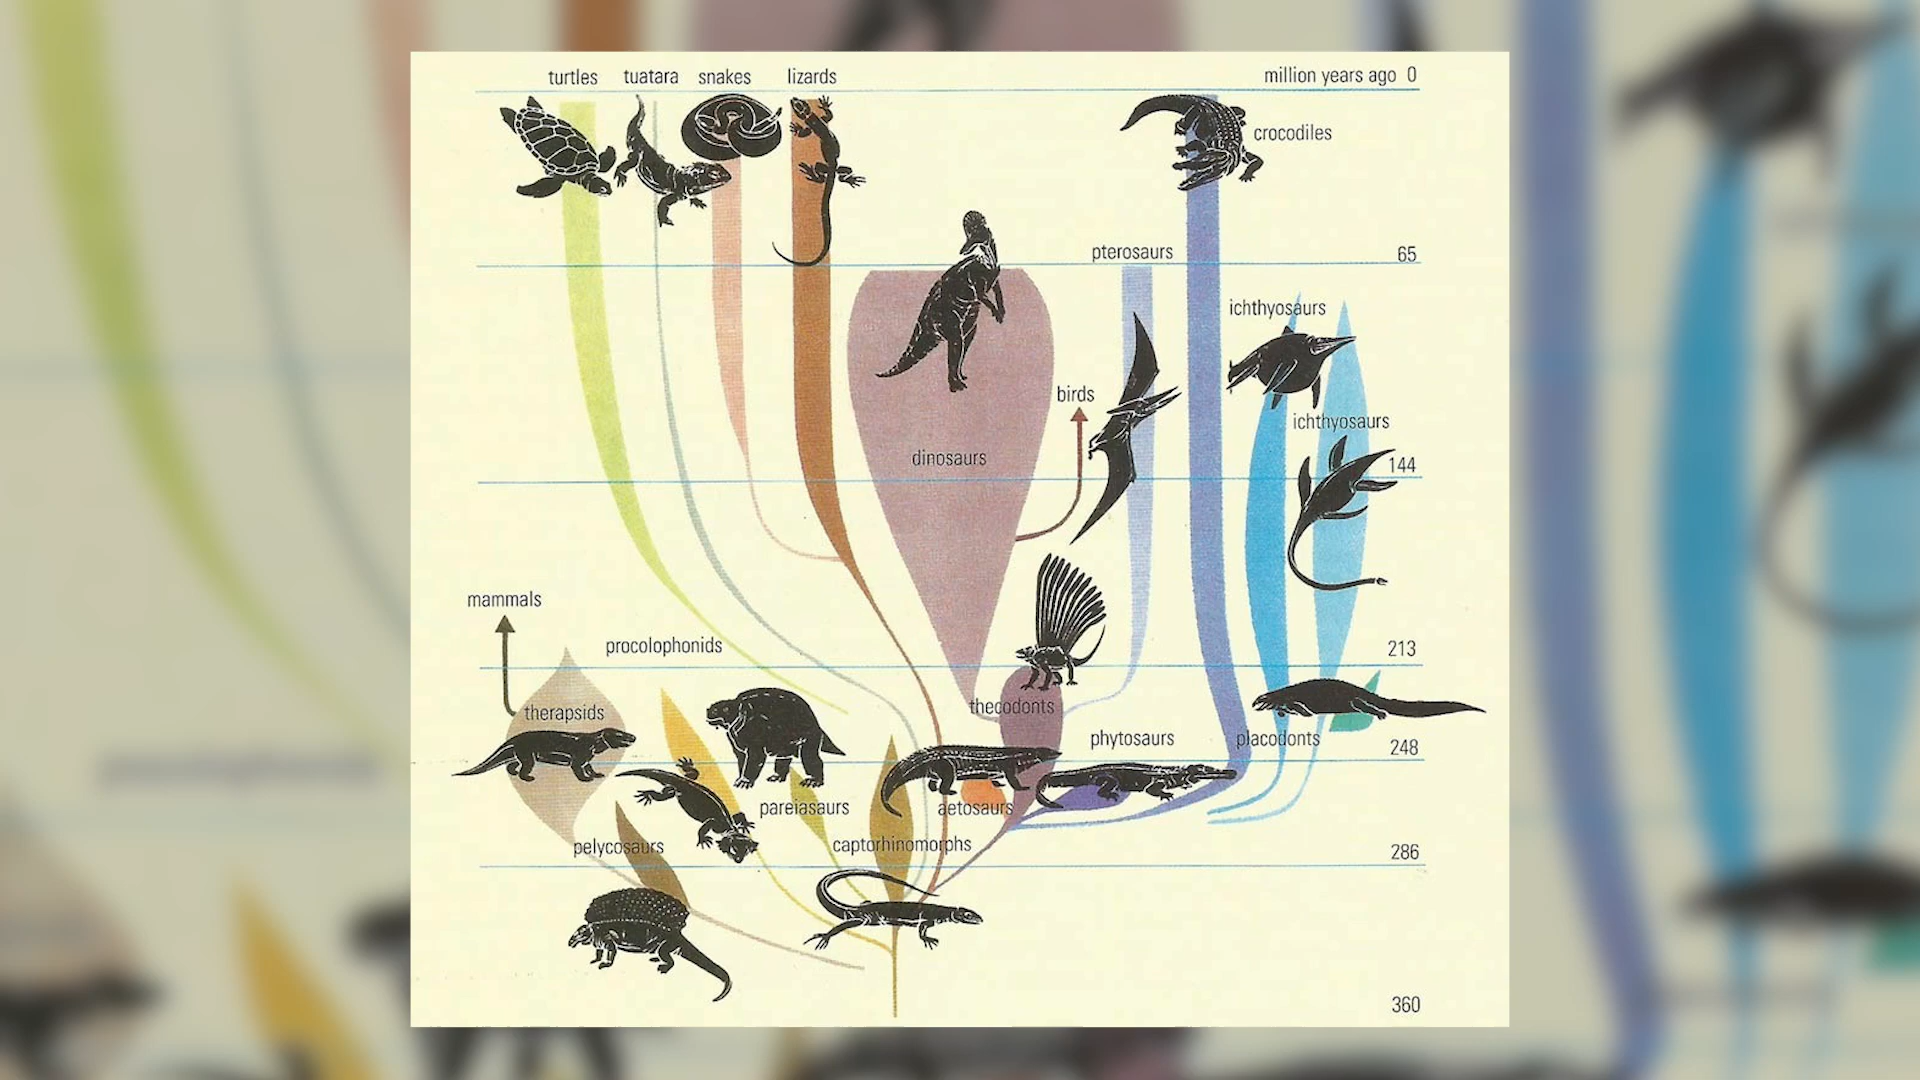 turtles tuatara snakes lizards million years ago 0
crocodiles
pterosaurs 65
ichthyosaurs
birds
ichthyosaurs
dinosaurs 144
mammals
procolophonids 213
therapsids thecodonts
phytosaurs placodonts 248
pareiasaurs aetosaurs
pelycosaurs captorhinomorphs 286
360